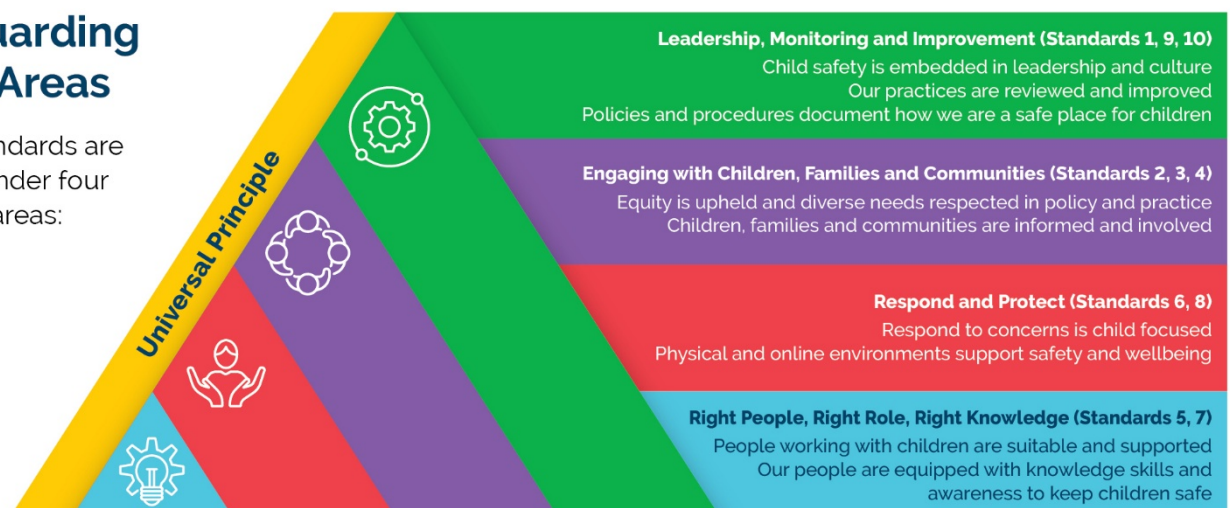 Areas
ndards are
nder four
areas:
Universal Principle
Leadership, Monitoring and Improvement (Standards 1, 9, 10)
Child safety is embedded in leadership and culture
Our practices are reviewed and improved
Policies and procedures document how we are a safe place for children
Engaging with Children, Families and Communities (Standards 2, 3, 4)
Equity is upheld and diverse needs respected in policy and practice
Children, families and communities are informed and involved
Respond and Protect (Standards 6, 8)
Respond to concerns is child focused
Physical and online environments support safety and wellbeing
Right People, Right Role, Right Knowledge (Standards 5, 7)
People working with children are suitable and supported
Our people are equipped with knowledge skills and
awareness to keep children safe